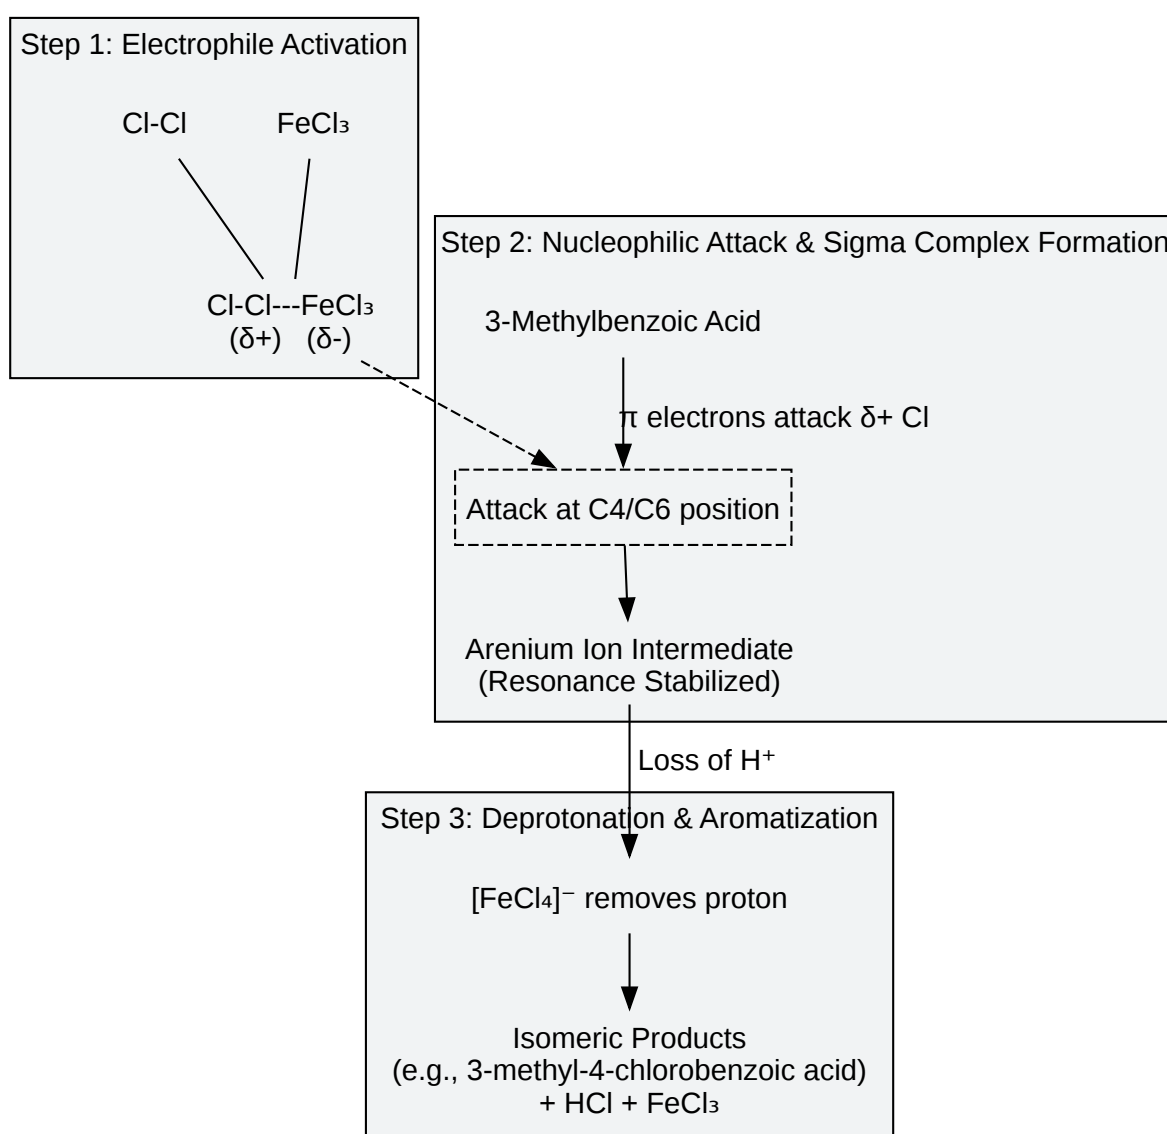 Step 1: Electrophile Activation
Cl-Cl
FeCl₃
Cl-Cl---FeCl₃
(δ+) (δ-)
Step 2: Nucleophilic Attack & Sigma Complex Formation
3-Methylbenzoic Acid
π electrons attack δ+ Cl
Attack at C4/C6 position
Arenium Ion Intermediate
(Resonance Stabilized)
Loss of H⁺
Step 3: Deprotonation & Aromatization
[FeCl₄]⁻ removes proton
Isomeric Products
(e.g., 3-methyl-4-chlorobenzoic acid)
+ HCl + FeCl₃